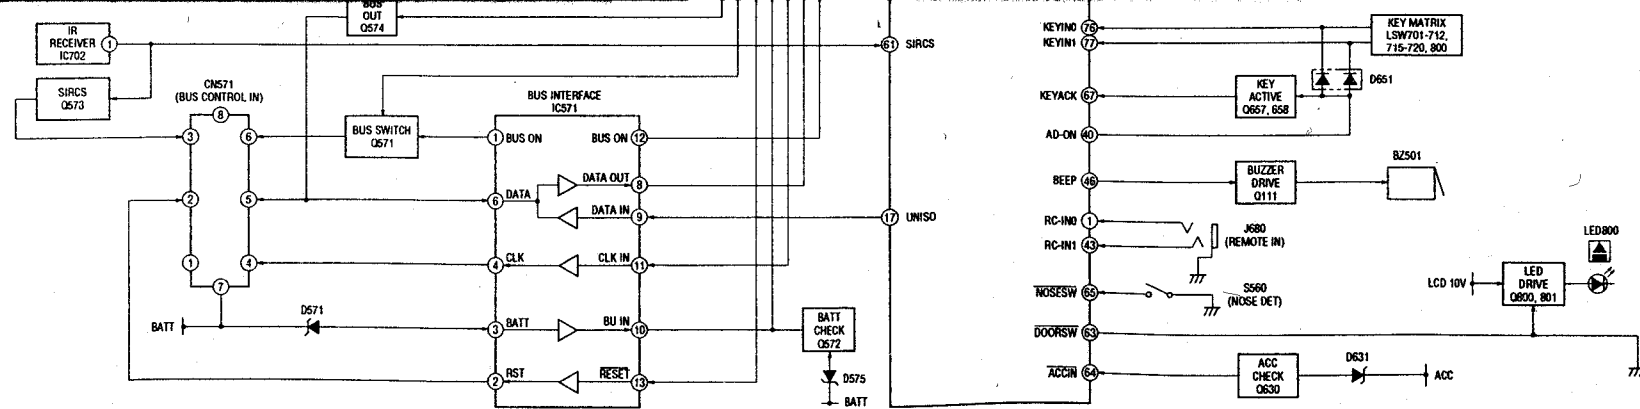 BUS
OUT
Q574
IR
RECEIVER
IC702
1
SIRCS
Q573
CN571
(BUS CONTROL IN)
8
3
6
2
5
1
4
7
BATT
D571
BUS SWITCH
Q571
BUS INTERFACE
IC571
1 BUS ON
BUS ON 12
DATA OUT 8
6 DATA
DATA IN 9
4 CLK
CLK IN 11
3 BATT
BU IN 10
2 RST
RESET 13
BATT
CHECK
Q572
D575
BATT
61 SIRCS
17 UNISO
KEYIN0 76
KEYIN1 77
KEYACK 67
AD-ON 40
BEEP 46
RC-IN0 1
RC-IN1 43
NOSESW 65
DOORSW 63
ACCIN 64
KEY MATRIX
LSW701-712,
715-720, 800
D651
KEY
ACTIVE
Q657, 658
BUZZER
DRIVE
Q111
BZ501
J680
(REMOTE IN)
S560
(NOSE DET)
LED800
LCD 10V
LED
DRIVE
Q800, 801
ACC
CHECK
Q630
D631
ACC